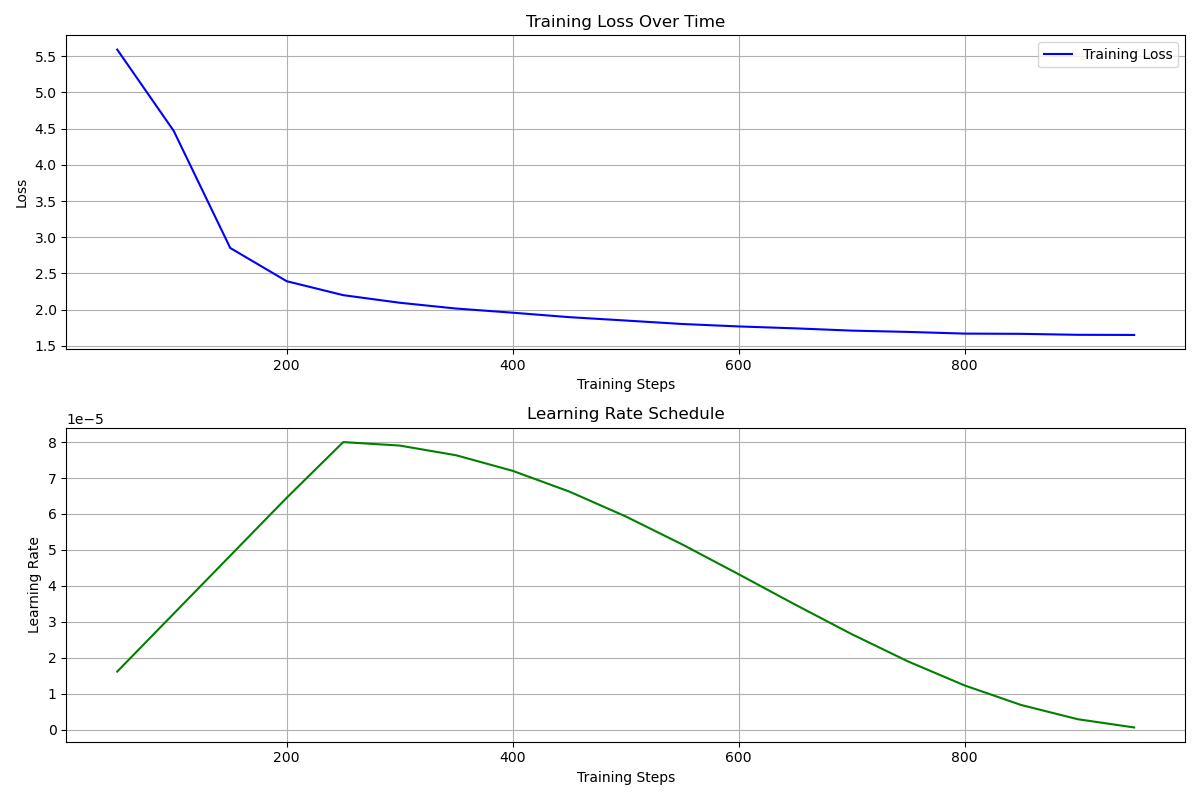 Training Loss Over Time
Training Loss
5.5
5.0
4.5
4.0
3.5
3.0
2.5
2.0
1.5
Loss
200 400 600 800
Training Steps
Learning Rate Schedule
1e−5
8
7
6
5
4
3
2
1
0
Learning Rate
200 400 600 800
Training Steps